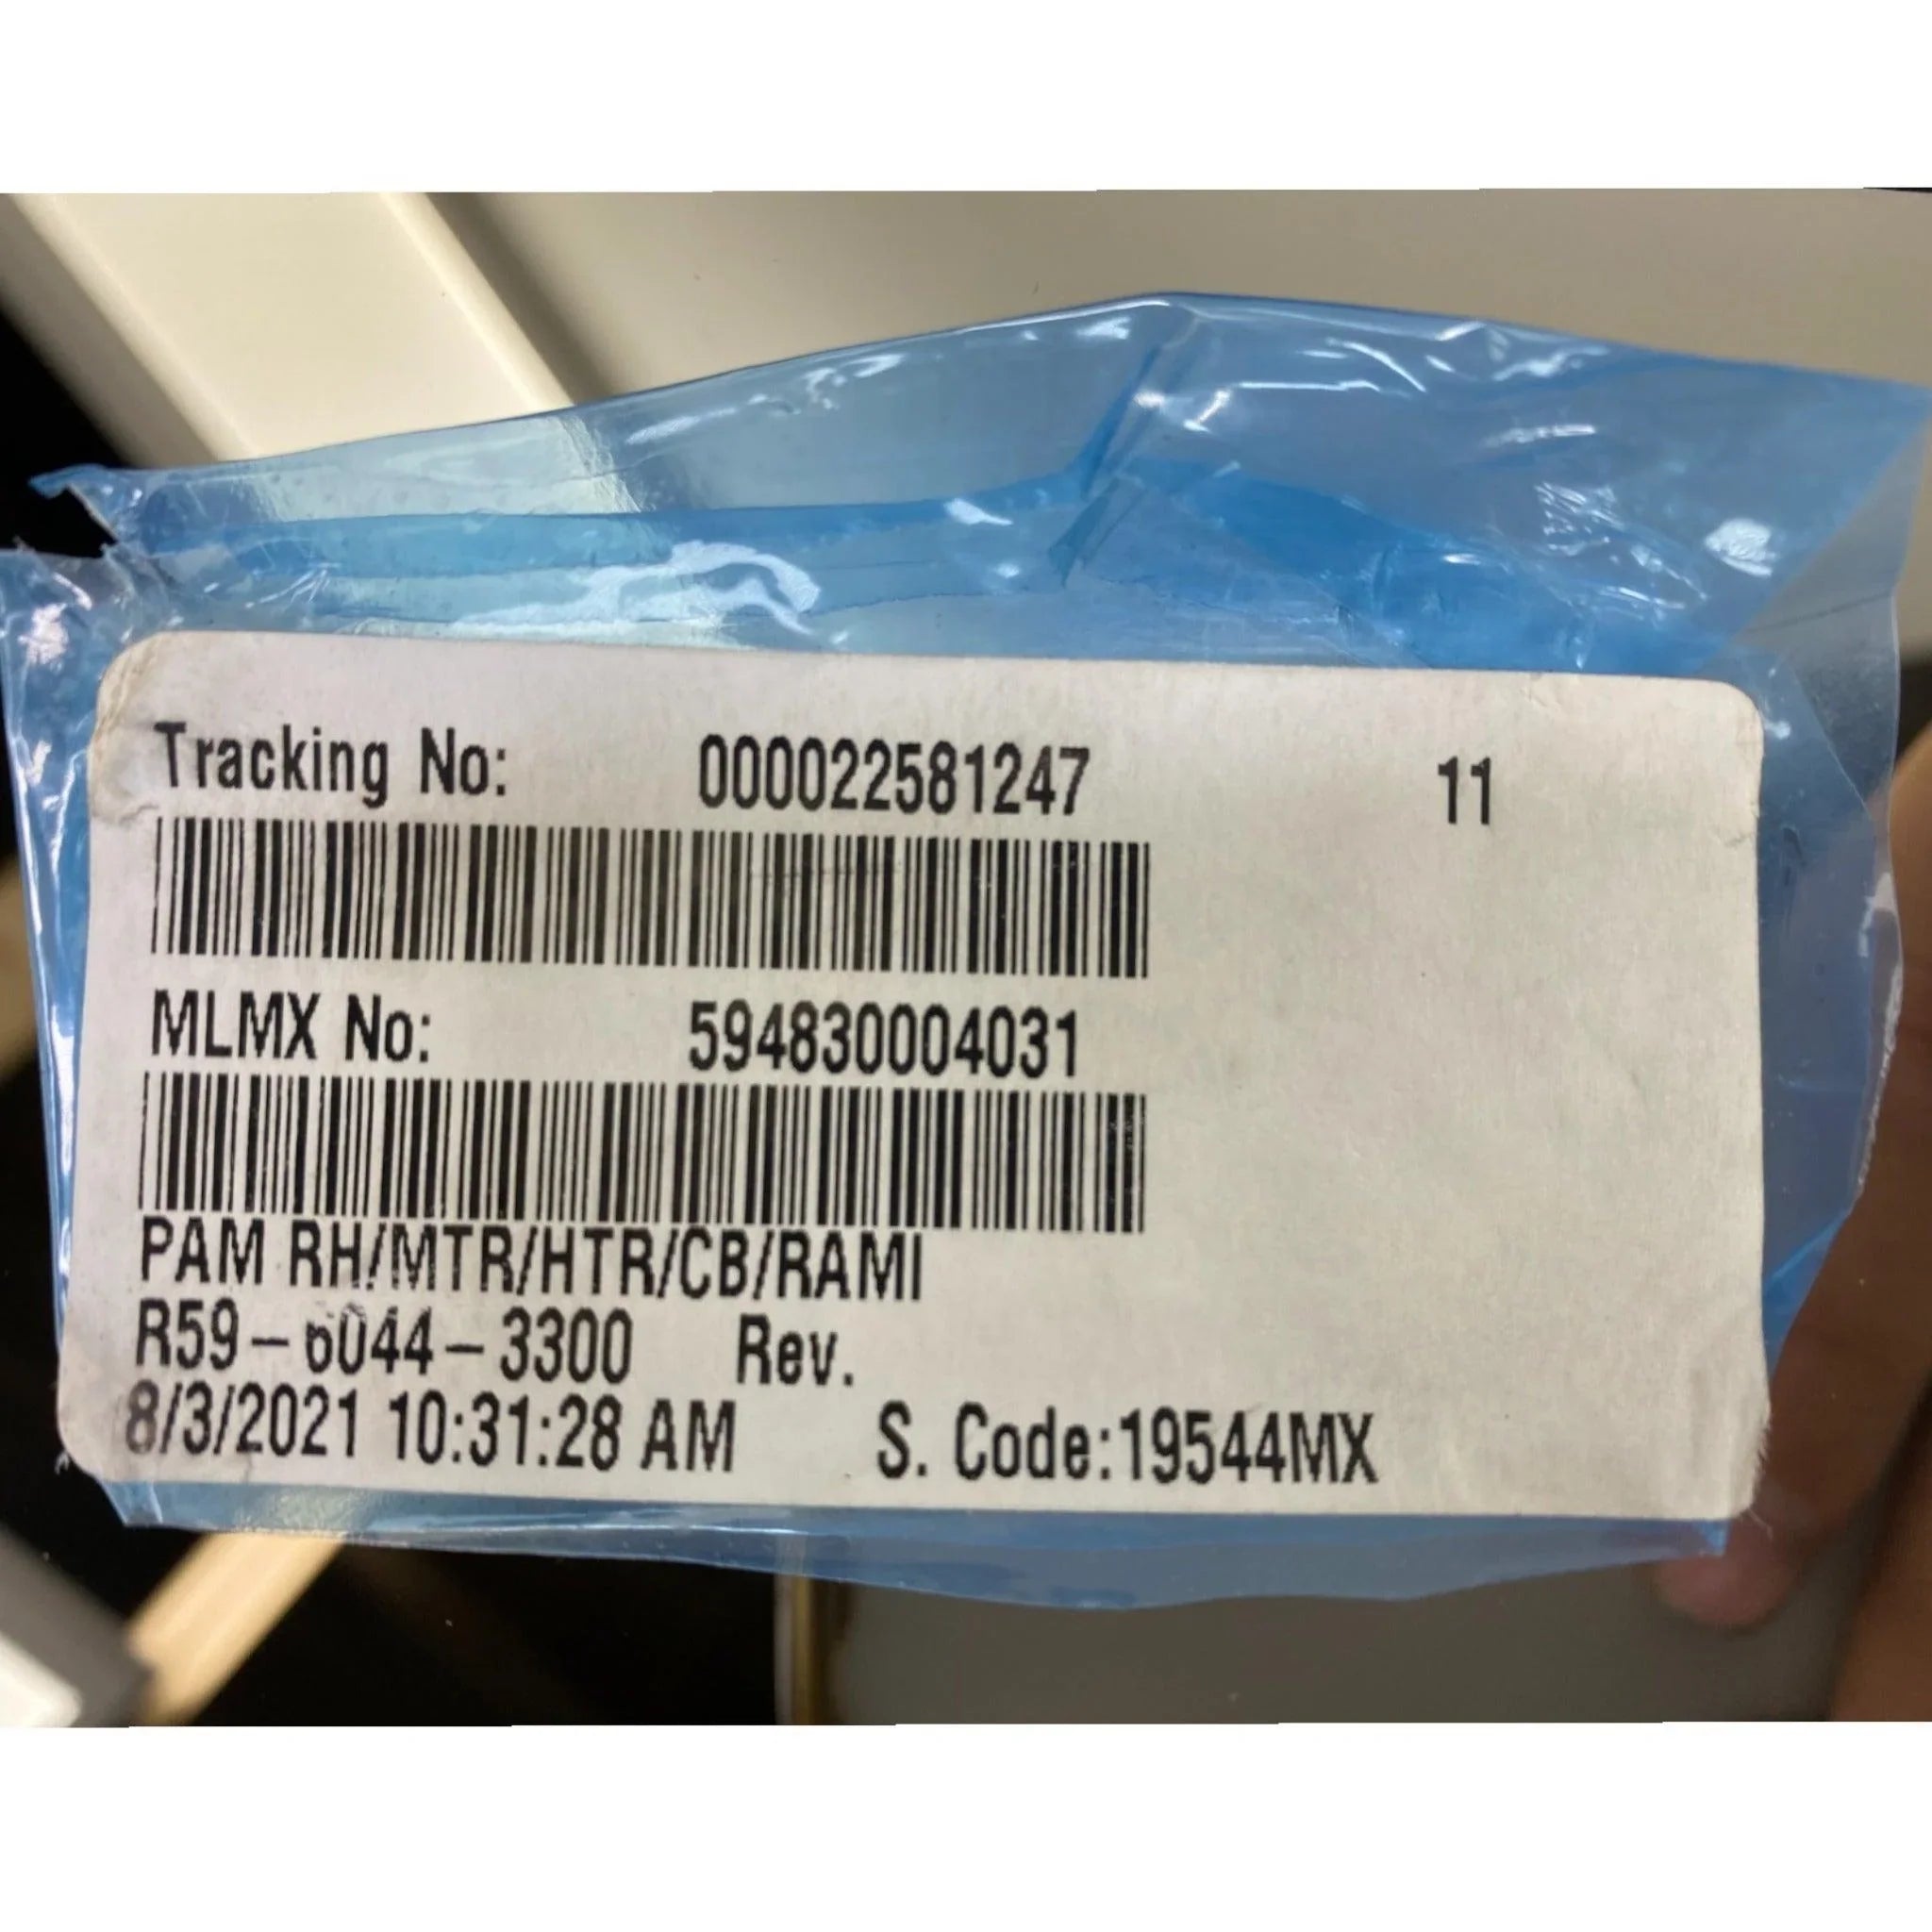 Tracking No: 000022581247 11
MLMX No: 594830004031
PAM RH/MTR/HTR/CB/RAMI
R59-6044-3300 Rev.
8/3/2021 10:31:28 AM S. Code:19544MX